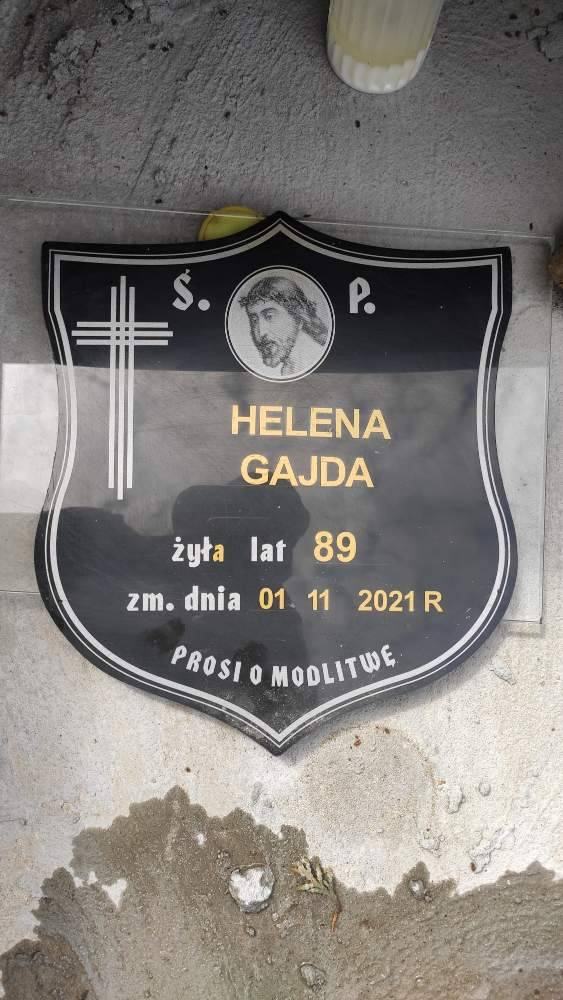 Ś. P.
HELENA
GAJDA
żyła lat 89
zm. dnia 01 11 2021 R
PROSI O MODLITWĘ